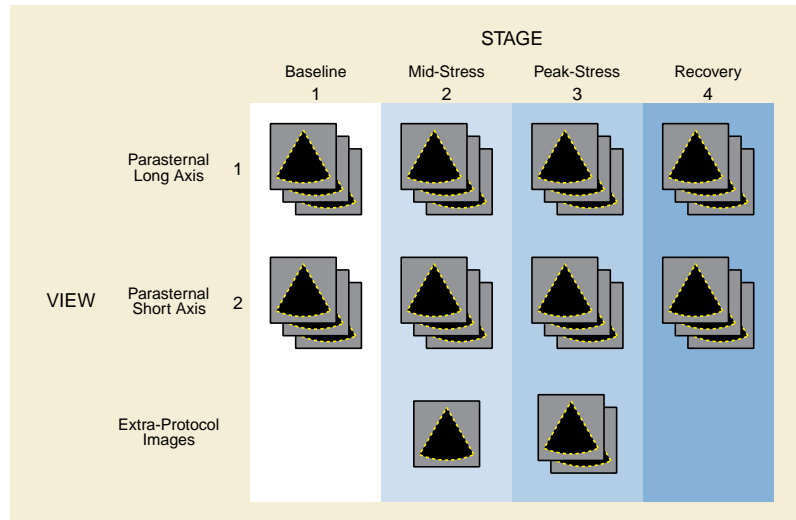 STAGE
Baseline
1
Mid-Stress
2
Peak-Stress
3
Recovery
4
Parasternal
Long Axis
1
VIEW
Parasternal
Short Axis
2
Extra-Protocol
Images